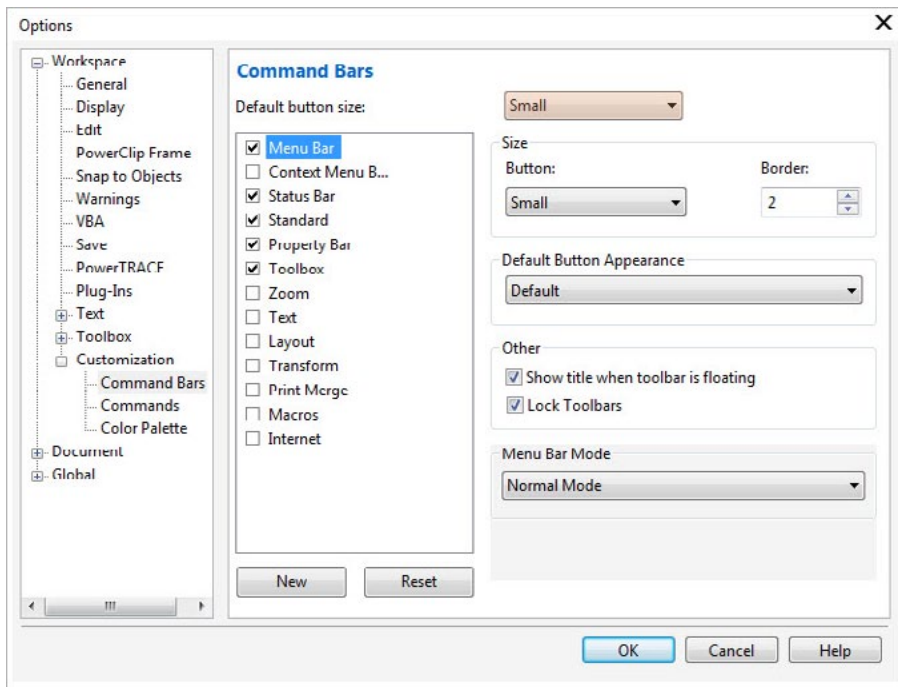 Options
Workspace
General
Display
Edit
PowerClip Frame
Snap to Objects
Warnings
VBA
Save
PowerTRACE
Plug-Ins
Text
Toolbox
Customization
Command Bars
Commands
Color Palette
Document
Global
Command Bars
Default button size:
Small
Menu Bar
Context Menu B...
Status Bar
Standard
Property Bar
Toolbox
Zoom
Text
Layout
Transform
Print Merge
Macros
Internet
New Reset
Size
Button: Border:
Small 2
Default Button Appearance
Default
Other
Show title when toolbar is floating
Lock Toolbars
Menu Bar Mode
Normal Mode
OK Cancel Help